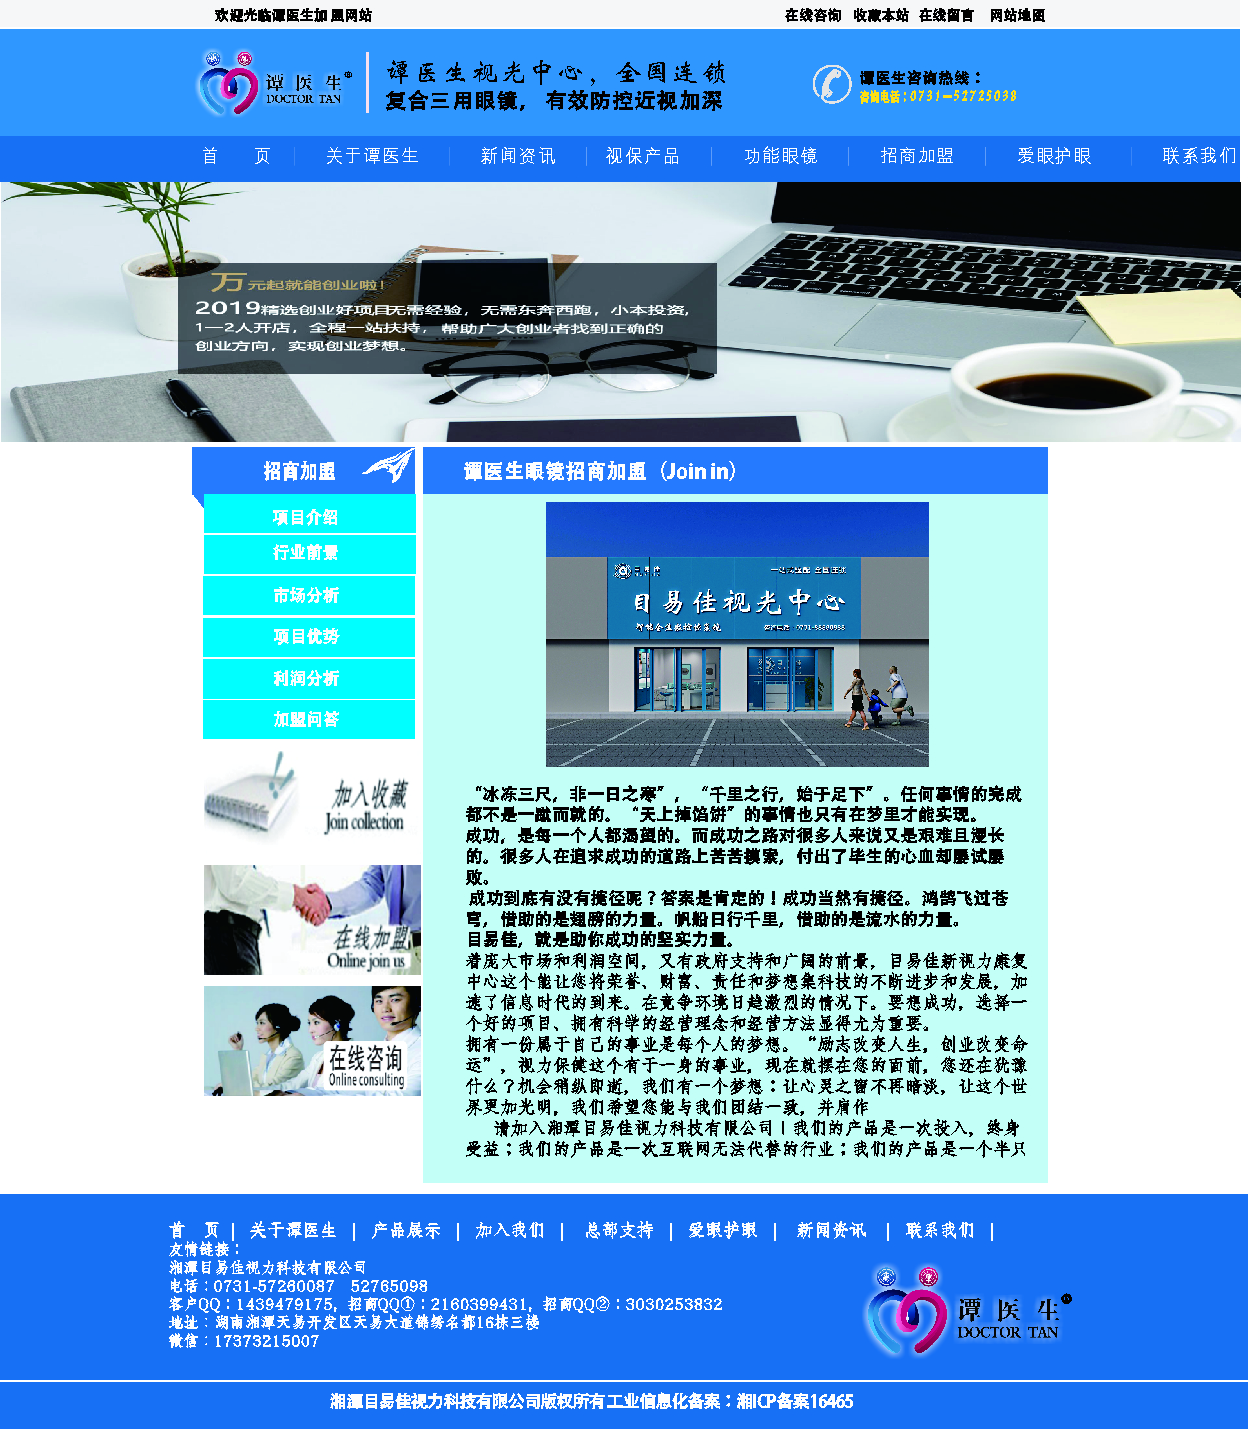 欢迎光临谭医生加盟网站
在线咨询 收藏本站 在线留言 网站地图
谭医生®
DOCTOR TAN
谭医生视光中心，全国连锁
复合三用眼镜，有效防控近视加深
谭医生咨询热线：
咨询电话：0731—52725038
首 页 关于谭医生 新闻资讯 视保产品 功能眼镜 招商加盟 爱眼护眼 联系我们
万元起就能创业啦！
2019精选创业好项目无需经验，无需东奔西跑，小本投资，
1—2人开店，全程一站扶持，帮助广大创业者找到正确的
创业方向，实现创业梦想。
招商加盟
项目介绍
行业前景
市场分析
项目优势
利润分析
加盟问答
加入收藏
Join collection
在线加盟
Online join us
在线咨询
Online consulting
谭医生眼镜招商加盟（Join in）
目易佳视光中心
“冰冻三尺，非一日之寒”，“千里之行，始于足下”。任何事情的完成
都不是一蹴而就的。“天上掉馅饼”的事情也只有在梦里才能实现。
成功，是每一个人都渴望的。而成功之路对很多人来说又是艰难且漫长
的。很多人在追求成功的道路上苦苦摸索，付出了毕生的心血却屡试屡
败。
成功到底有没有捷径呢？答案是肯定的！成功当然有捷径。鸿鹄飞过苍
穹，借助的是翅膀的力量。帆船日行千里，借助的是流水的力量。
目易佳，就是助你成功的坚实力量。
着庞大市场和利润空间，又有政府支持和广阔的前景，目易佳新视力康复
中心这个能让您将荣誉、财富、责任和梦想集科技的不断进步和发展，加
速了信息时代的到来。在竞争环境日趋激烈的情况下。要想成功，选择一
个好的项目、拥有科学的经营理念和经营方法显得尤为重要。
拥有一份属于自己的事业是每个人的梦想。“励志改变人生，创业改变命
运”，视力保健这个有于一身的事业，现在就摆在您的面前，您还在犹豫
什么？机会稍纵即逝，我们有一个梦想：让心灵之窗不再暗淡，让这个世
界更加光明，我们希望您能与我们团结一致，并肩作
请加入湘潭目易佳视力科技有限公司！我们的产品是一次投入，终身
受益；我们的产品是一次互联网无法代替的行业；我们的产品是一个半只
首 页 | 关于谭医生 | 产品展示 | 加入我们 | 总部支持 | 爱眼护眼 | 新闻资讯 | 联系我们 |
友情链接：
湘潭目易佳视力科技有限公司
电话：0731-57260087 52765098
客户QQ：1439479175，招商QQ①：2160399431，招商QQ②：3030253832
地址：湖南湘潭天易开发区天易大道锦绣名都16栋三楼
微信：17373215007
谭医生
DOCTOR TAN
湘潭目易佳视力科技有限公司版权所有工业信息化备案：湘ICP备案16465